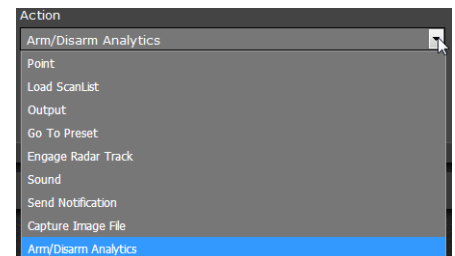 Action
Arm/Disarm Analytics
Point
Load ScanList
Output
Go To Preset
Engage Radar Track
Sound
Send Notification
Capture Image File
Arm/Disarm Analytics